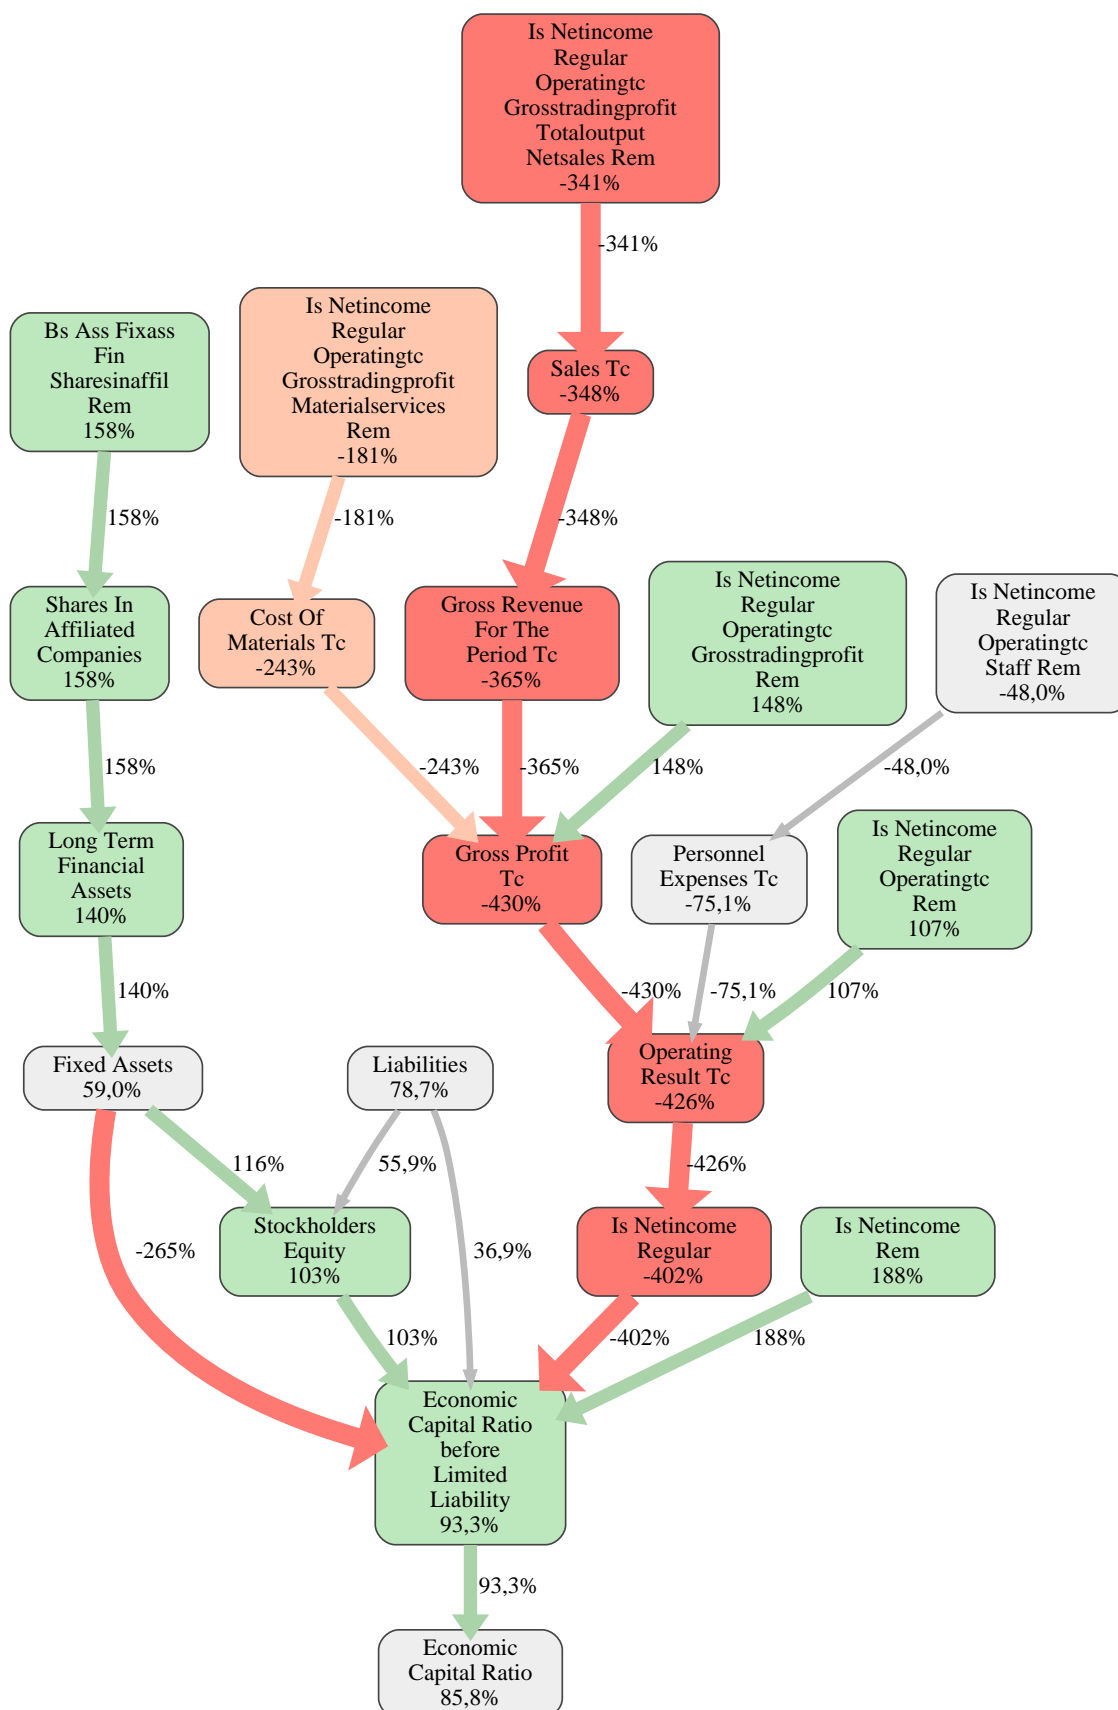 Is Netincome
Regular
Operatingtc
Grosstradingprofit
Totaloutput
Netsales Rem
-341%
-341%
Bs Ass Fixass
Fin
Sharesinaffil
Rem
158%
Is Netincome
Regular
Operatingtc
Grosstradingprofit
Materialservices
Rem
-181%
Sales Tc
-348%
158%
-181%
-348%
Shares In
Affiliated
Companies
158%
Cost Of
Materials Tc
-243%
Gross Revenue
For The
Period Tc
-365%
Is Netincome
Regular
Operatingtc
Grosstradingprofit
Rem
148%
Is Netincome
Regular
Operatingtc
Staff Rem
-48,0%
158%
-243%
-365%
148%
-48,0%
Long Term
Financial
Assets
140%
Gross Profit
Tc
-430%
Personnel
Expenses Tc
-75,1%
Is Netincome
Regular
Operatingtc
Rem
107%
140%
-430%
-75,1%
107%
Fixed Assets
59,0%
Liabilities
78,7%
Operating
Result Tc
-426%
116%
55,9%
-426%
Stockholders
Equity
103%
Is Netincome
Regular
-402%
Is Netincome
Rem
188%
-265%
36,9%
103%
-402%
188%
Economic
Capital Ratio
before
Limited
Liability
93,3%
93,3%
Economic
Capital Ratio
85,8%